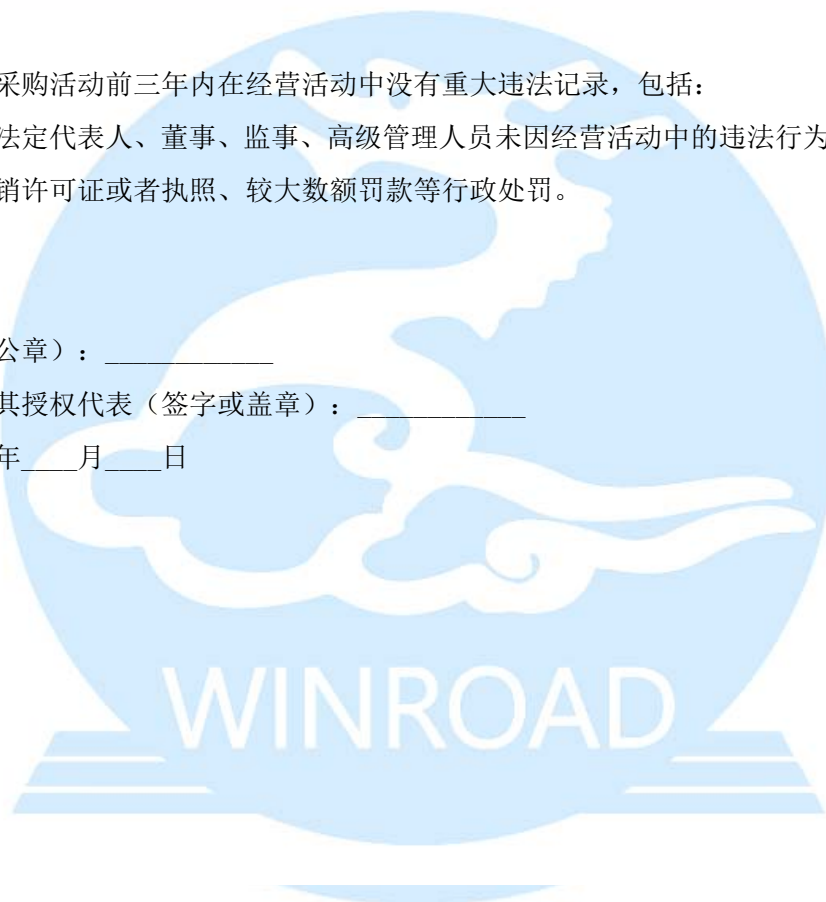 采购活动前三年内在经营活动中没有重大违法记录，包括：
法定代表人、董事、监事、高级管理人员未因经营活动中的违法行为
销许可证或者执照、较大数额罚款等行政处罚。
公章）：____________
其授权代表（签字或盖章）：____________
年____月____日
WINROAD